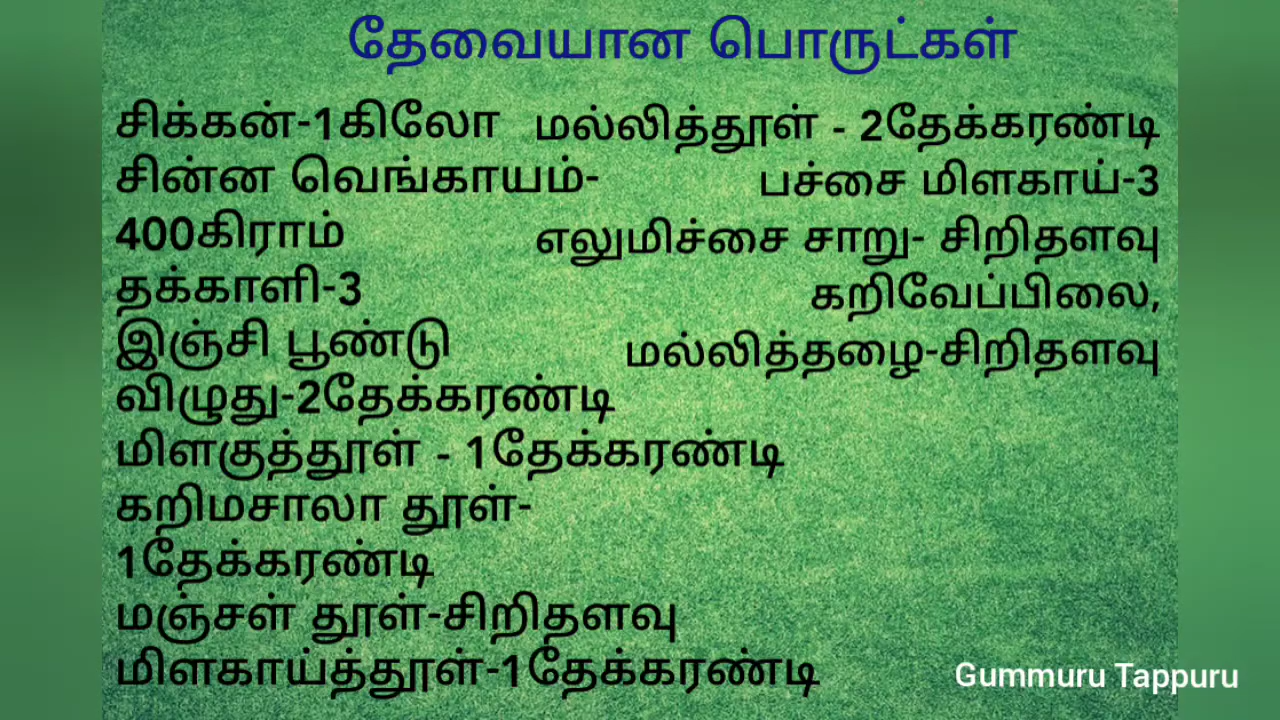 தேவையான பொருட்கள்
சிக்கன்-1கிலோ
சின்ன வெங்காயம்-
400கிராம்
தக்காளி-3
இஞ்சி பூண்டு
விழுது-2தேக்கரண்டி
மிளகுத்தூள் - 1தேக்கரண்டி
கறிமசாலா தூள்-
1தேக்கரண்டி
மஞ்சள் தூள்-சிறிதளவு
மிளகாய்த்தூள்-1தேக்கரண்டி
மல்லித்தூள் - 2தேக்கரண்டி
பச்சை மிளகாய்-3
எலுமிச்சை சாறு- சிறிதளவு
கறிவேப்பிலை,
மல்லித்தழை-சிறிதளவு
Gummuru Tappuru